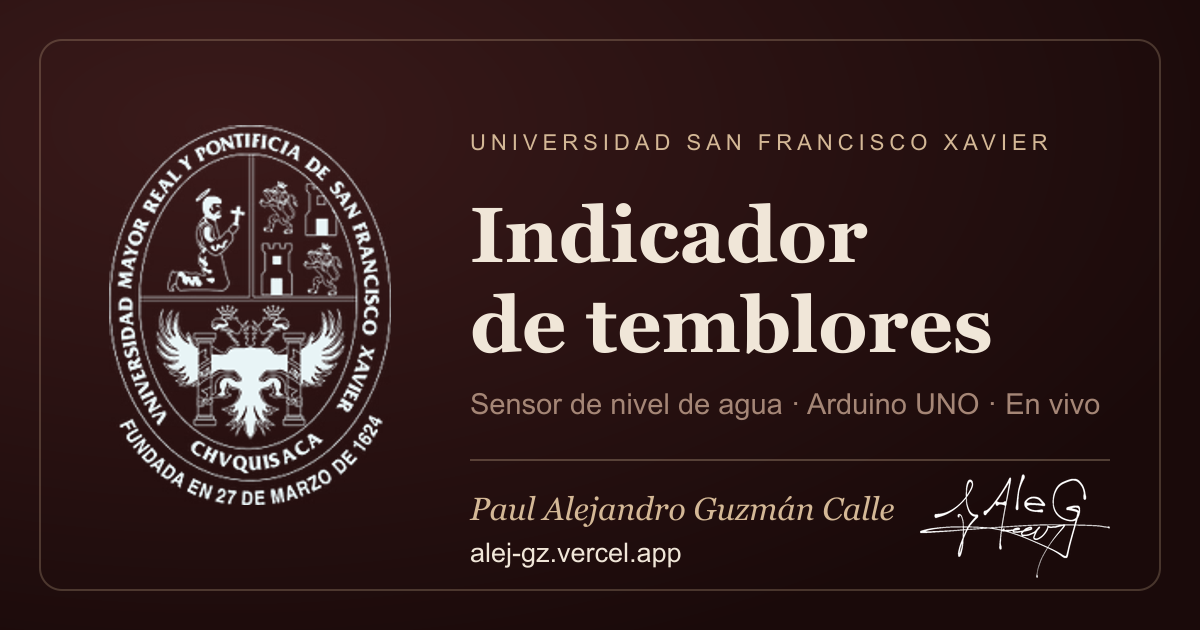 UNIVERSIDAD MAYOR REAL Y PONTIFICIA DE SAN FRANCISCO XAVIER
CHVQUISACA
FUNDADA EN 27 DE MARZO DE 1624
UNIVERSIDAD SAN FRANCISCO XAVIER
Indicador
de temblores
Sensor de nivel de agua · Arduino UNO · En vivo
Paul Alejandro Guzmán Calle
AleG
alej-gz.vercel.app